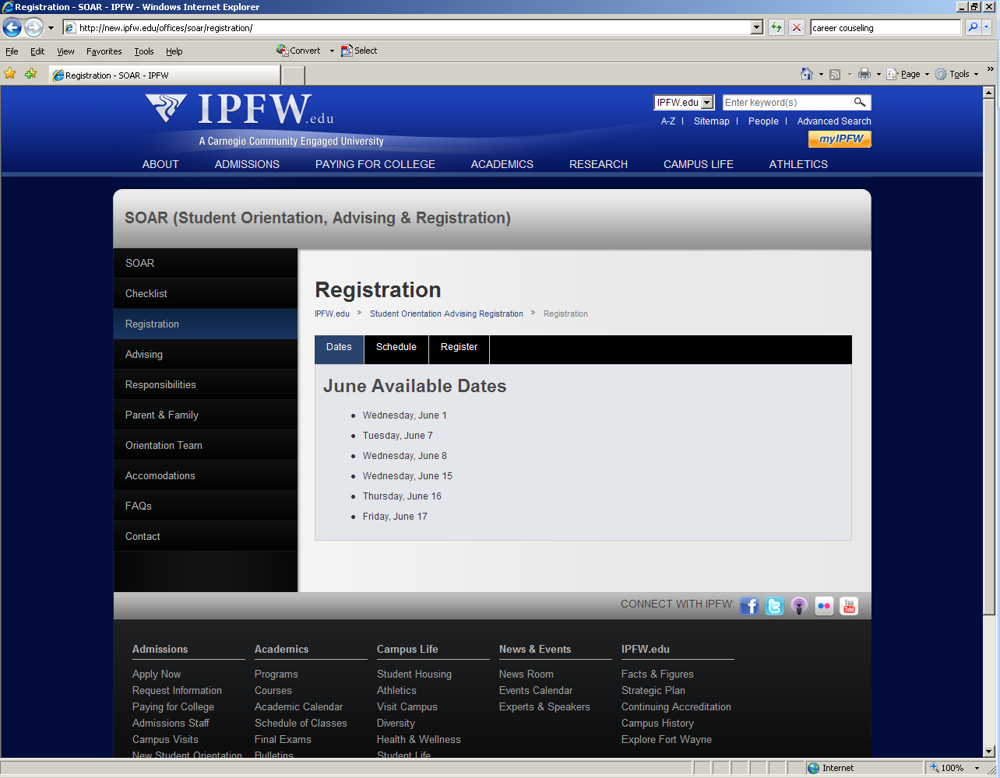 Registration - SOAR - IPFW - Windows Internet Explorer
http://new.ipfw.edu/offices/soar/registration/
career couseling
File Edit View Favorites Tools Help
Convert Select
Registration - SOAR - IPFW
Page Tools
IPFW.edu
A Carnegie Community Engaged University
IPFW.edu
Enter keyword(s)
A-Z | Sitemap | People | Advanced Search
myIPFW
ABOUT ADMISSIONS PAYING FOR COLLEGE ACADEMICS RESEARCH CAMPUS LIFE ATHLETICS
SOAR (Student Orientation, Advising & Registration)
SOAR
Checklist
Registration
Advising
Responsibilities
Parent & Family
Orientation Team
Accomodations
FAQs
Contact
Registration
IPFW.edu » Student Orientation Advising Registration » Registration
Dates Schedule Register
June Available Dates
• Wednesday, June 1
• Tuesday, June 7
• Wednesday, June 8
• Wednesday, June 15
• Thursday, June 16
• Friday, June 17
CONNECT WITH IPFW:
You Tube
Admissions
Apply Now
Request Information
Paying for College
Admissions Staff
Campus Visits
New Student Orientation
Academics
Programs
Courses
Academic Calendar
Schedule of Classes
Final Exams
Bulletins
Campus Life
Student Housing
Athletics
Visit Campus
Diversity
Health & Wellness
Student Life
News & Events
News Room
Events Calendar
Experts & Speakers
IPFW.edu
Facts & Figures
Strategic Plan
Continuing Accreditation
Campus History
Explore Fort Wayne
Internet
100%